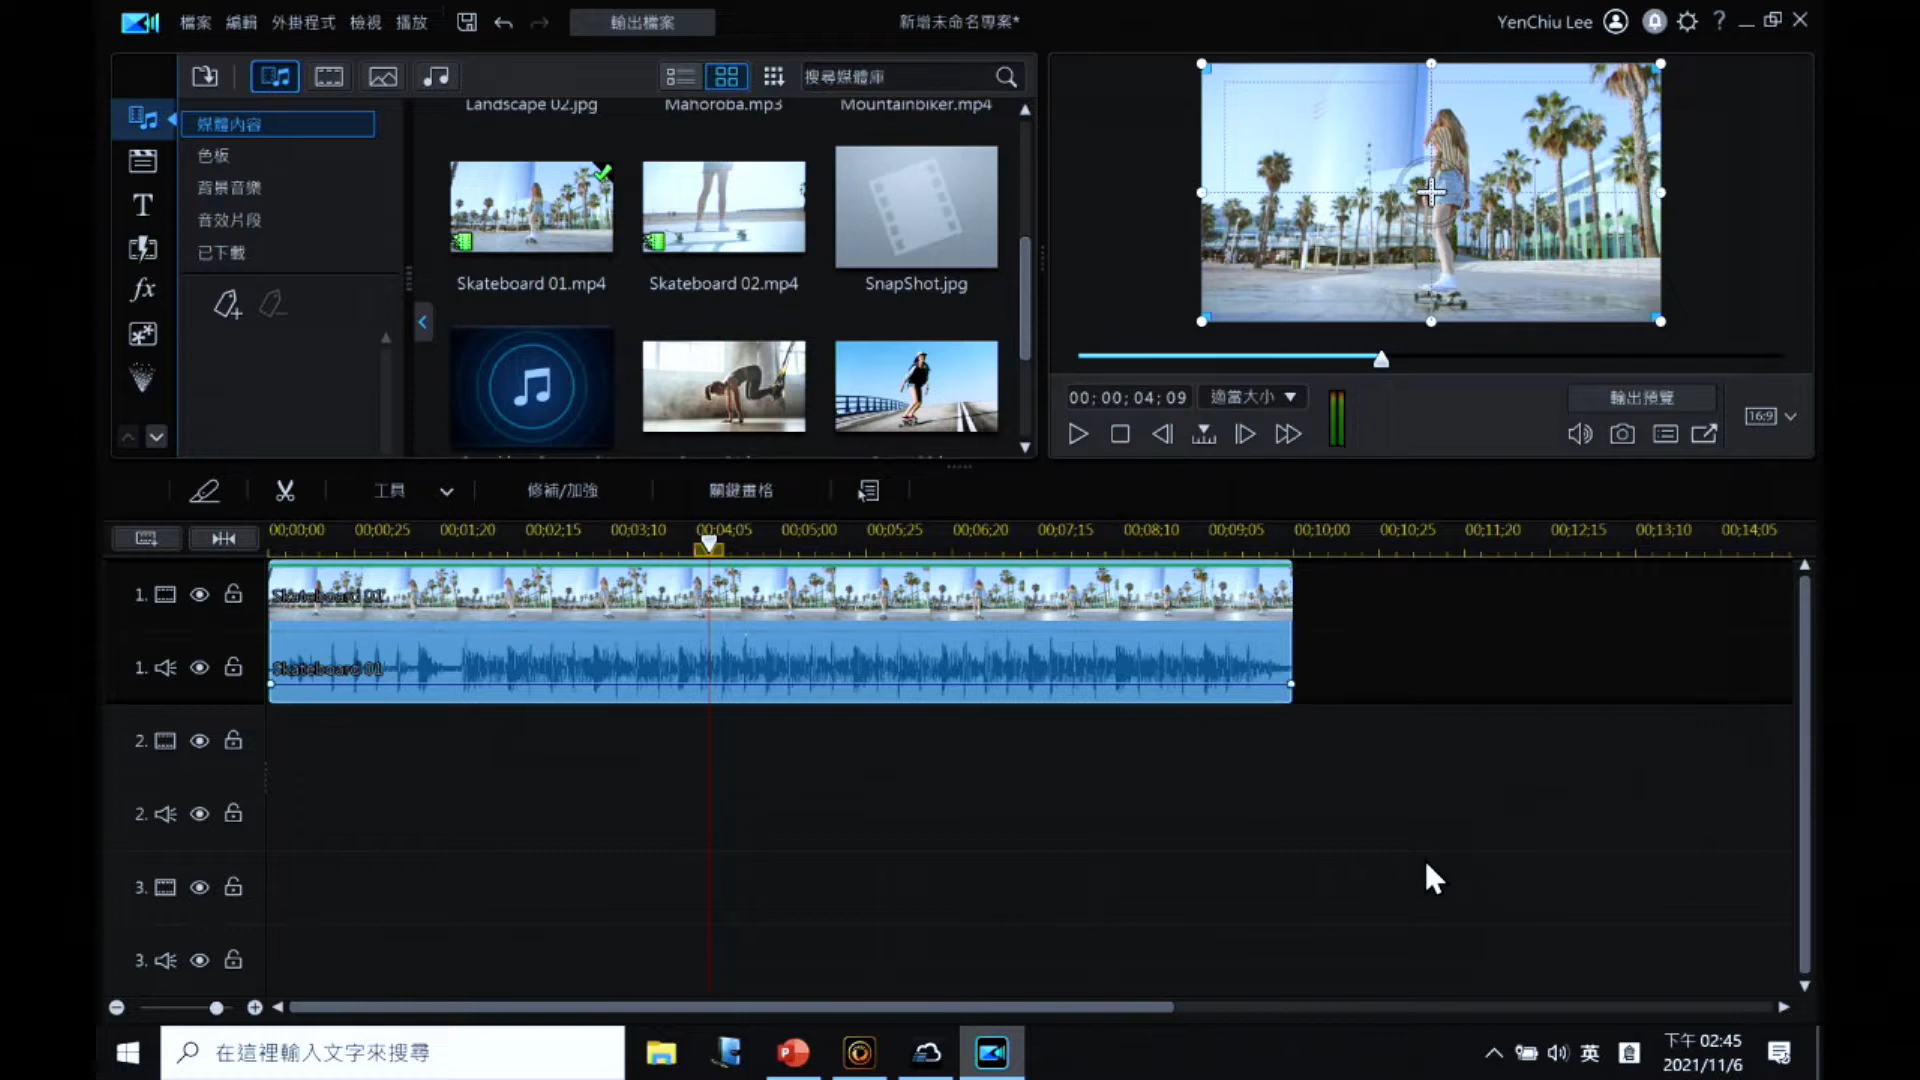 檔案 編輯 外掛程式 檢視 播放 輸出檔案 新增未命名專案* YenChiu Lee ?
搜尋媒體庫
媒體內容
色板
背景音樂
音效片段
已下載
Landscape 02.jpg Mahoroba.mp3 Mountainbiker.mp4
Skateboard 01.mp4 Skateboard 02.mp4 SnapShot.jpg
00;00;04;09 適當大小 輸出預覽 16:9
工具 修補/加強 關鍵畫格
00;00;00 00;00;25 00;01;20 00;02;15 00;03;10 00;04;05 00;05;00 00;05;25 00;06;20 00;07;15 00;08;10 00;09;05 00;10;00 00;10;25 00;11;20 00;12;15 00;13;10 00;14;05
1. Skateboard 01
1. Skateboard 01
2.
2.
3.
3.
在這裡輸入文字來搜尋
英
下午 02:45
2021/11/6